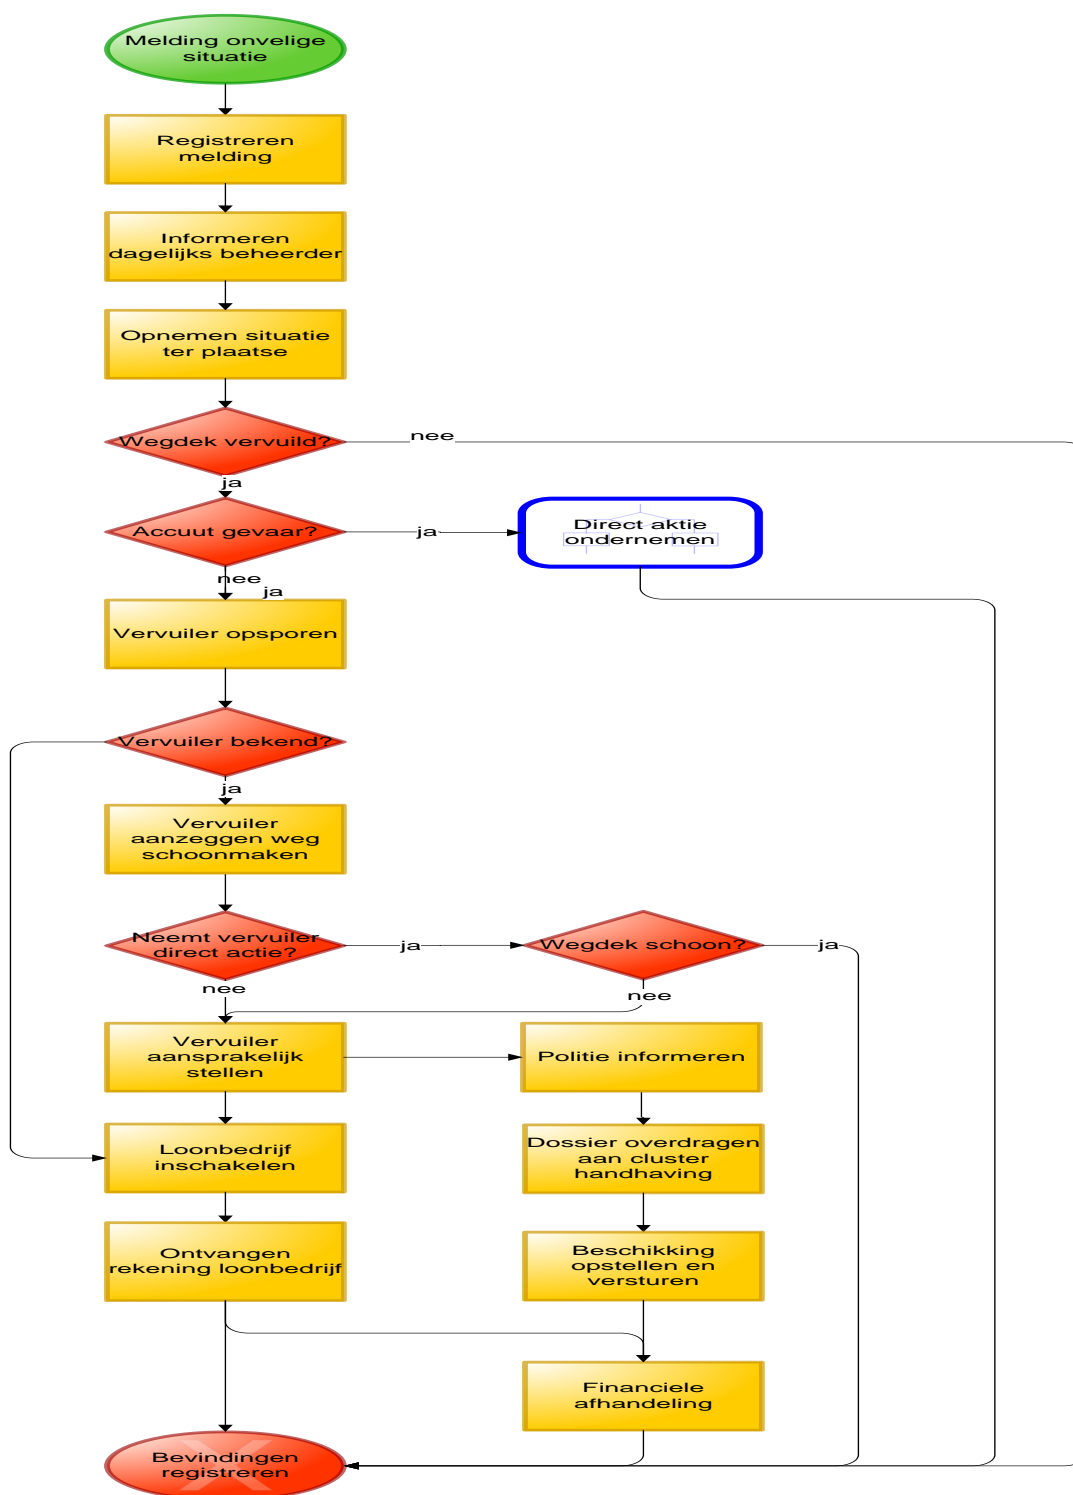 Melding onvelige
situatie
Registreren
melding
Informeren
dagelijks beheerder
Opnemen situatie
ter plaatse
Wegdek vervuild?
nee
ja
Accuut gevaar?
ja
Direct aktie
ondernemen
nee
ja
Vervuiler opsporen
Vervuiler bekend?
ja
Vervuiler
aanzeggen weg
schoonmaken
Neemt vervuiler
direct actie?
ja
Wegdek schoon?
ja
nee
nee
Vervuiler
aansprakelijk
stellen
Politie informeren
Loonbedrijf
inschakelen
Dossier overdragen
aan cluster
handhaving
Ontvangen
rekening loonbedrijf
Beschikking
opstellen en
versturen
Financiele
afhandeling
Bevindingen
registreren